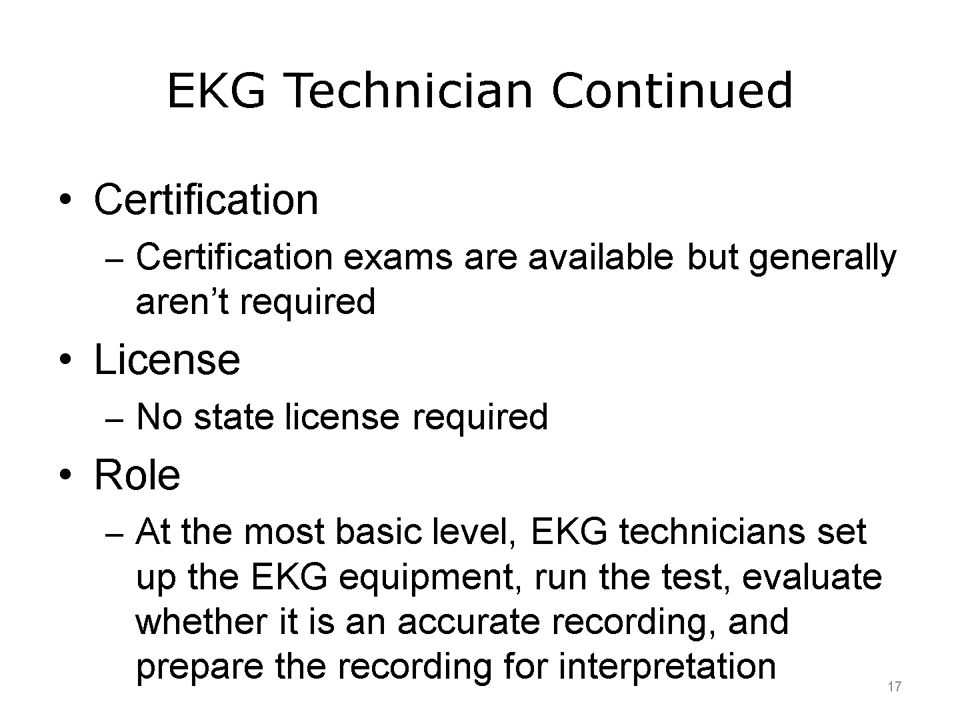 EKG Technician Continued
• Certification
– Certification exams are available but generally
aren’t required
• License
– No state license required
• Role
– At the most basic level, EKG technicians set
up the EKG equipment, run the test, evaluate
whether it is an accurate recording, and
prepare the recording for interpretation
17